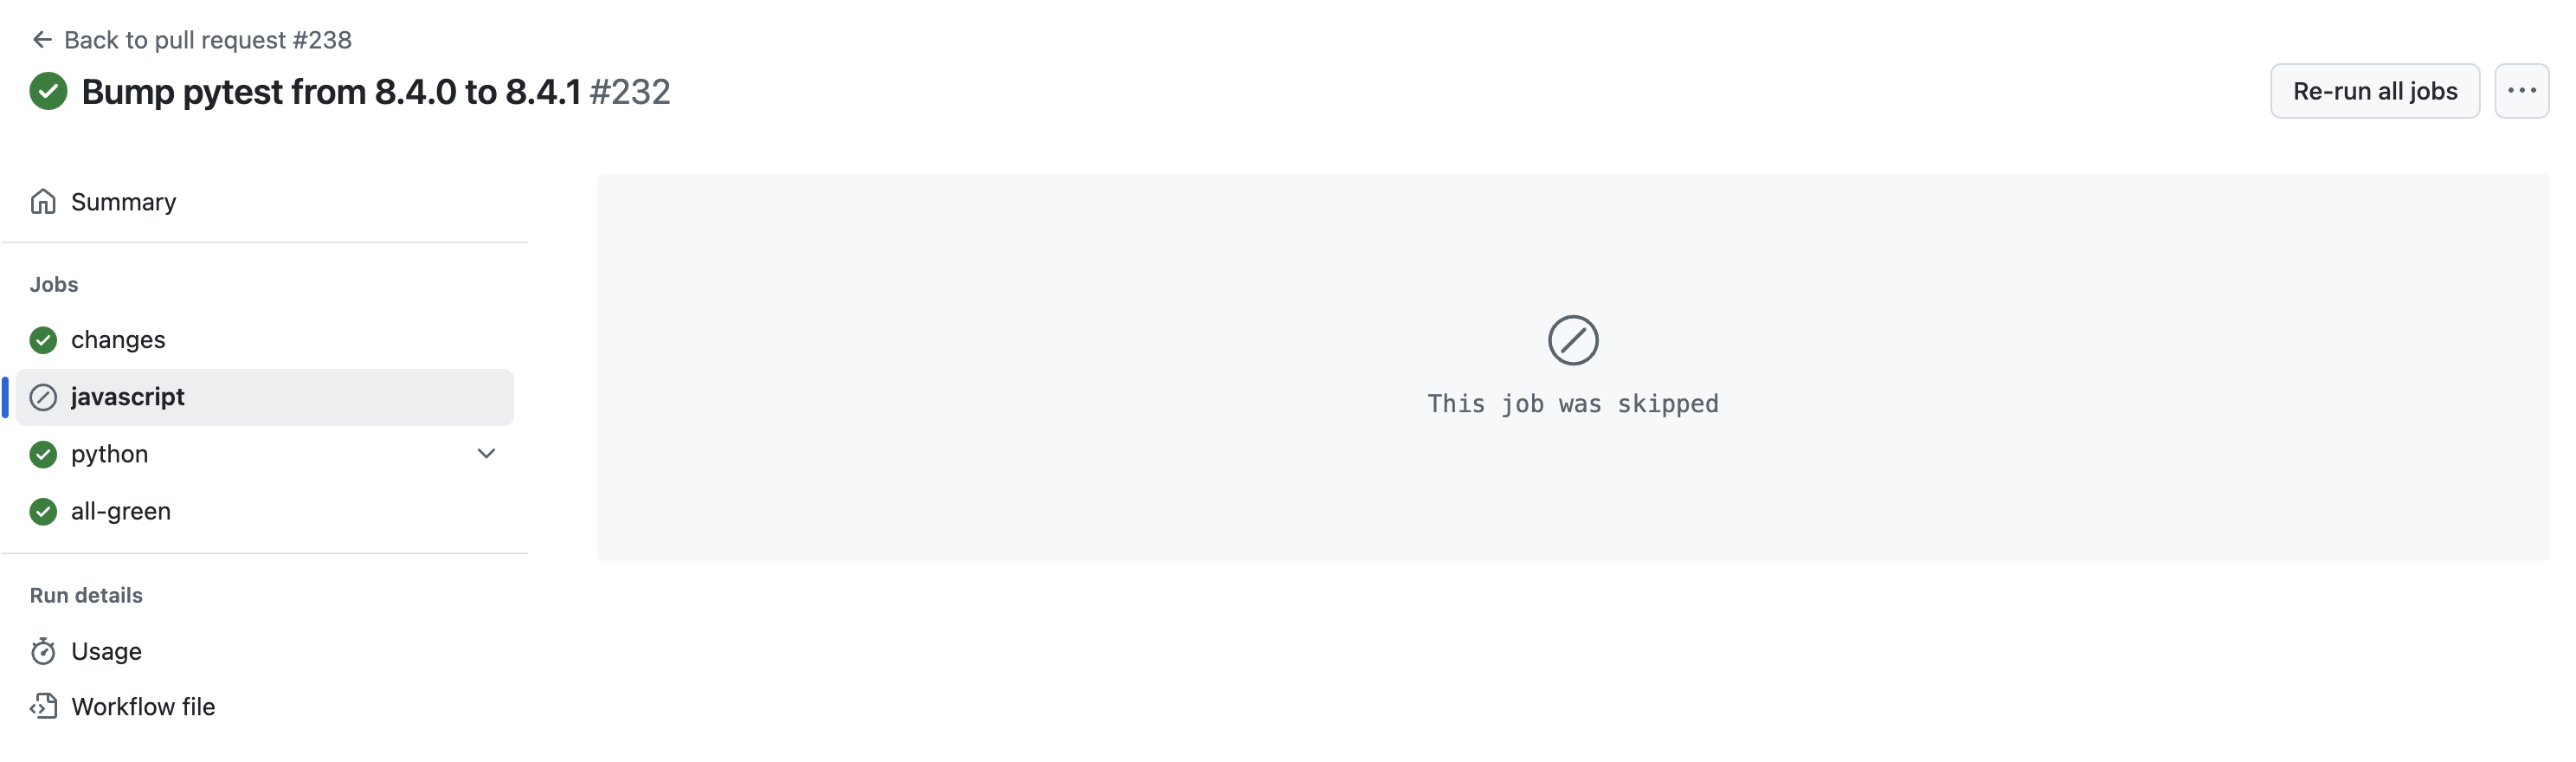 Back to pull request #238
Bump pytest from 8.4.0 to 8.4.1 #232
Re-run all jobs
Summary
Jobs
changes
javascript
python
all-green
Run details
Usage
Workflow file
This job was skipped